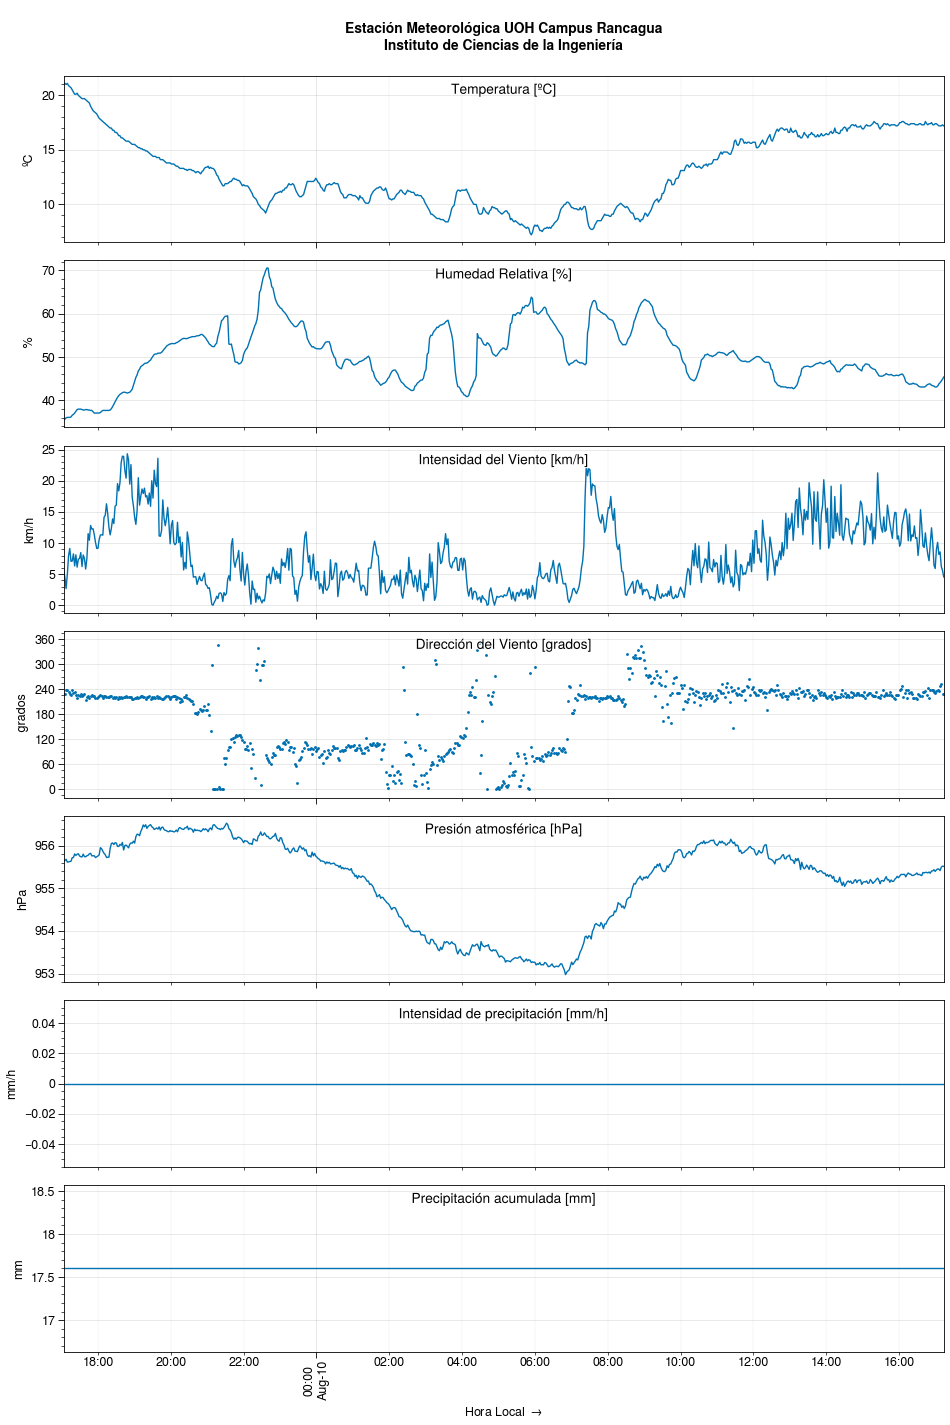 Estación Meteorológica UOH Campus Rancagua
Instituto de Ciencias de la Ingeniería
Temperatura [ºC]
20
15
10
ºC
Humedad Relativa [%]
70
60
50
40
%
Intensidad del Viento [km/h]
25
20
15
10
5
0
km/h
Dirección del Viento [grados]
360
300
240
180
120
60
0
grados
Presión atmosférica [hPa]
956
955
954
953
hPa
Intensidad de precipitación [mm/h]
0.04
0.02
0
−0.02
−0.04
mm/h
Precipitación acumulada [mm]
18.5
18
17.5
17
mm
18:00 20:00 22:00 00:00 02:00 04:00 06:00 08:00 10:00 12:00 14:00 16:00
Aug-10
Hora Local →